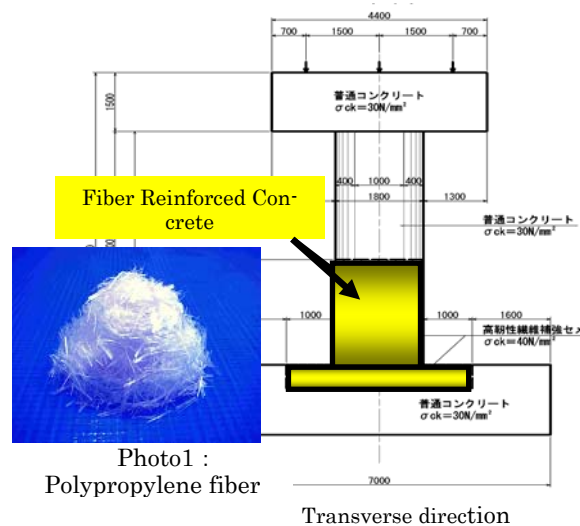 4400
700 1500 1500 700
普通コンクリート
σck=30N/mm²
1500
400 1000 400
1800 1300
Fiber Reinforced Con-
crete
普通コンクリート
σck=30N/mm²
1000 1000 1600
高靭性繊維補強セメ
σck=40N/mm²
普通コンクリート
σck=30N/mm²
Photo1 :
Polypropylene fiber
7000
Transverse direction